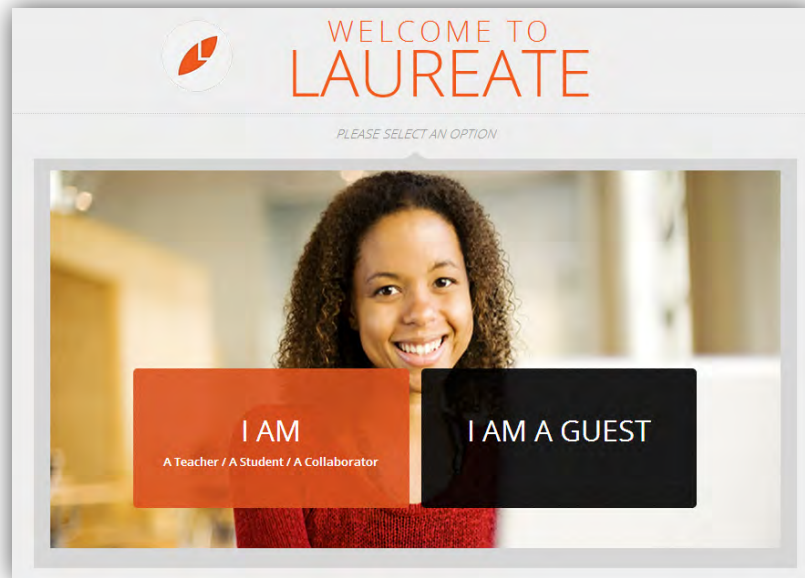 WELCOME TO
LAUREATE
PLEASE SELECT AN OPTION
I AM
A Teacher / A Student / A Collaborator
I AM A GUEST